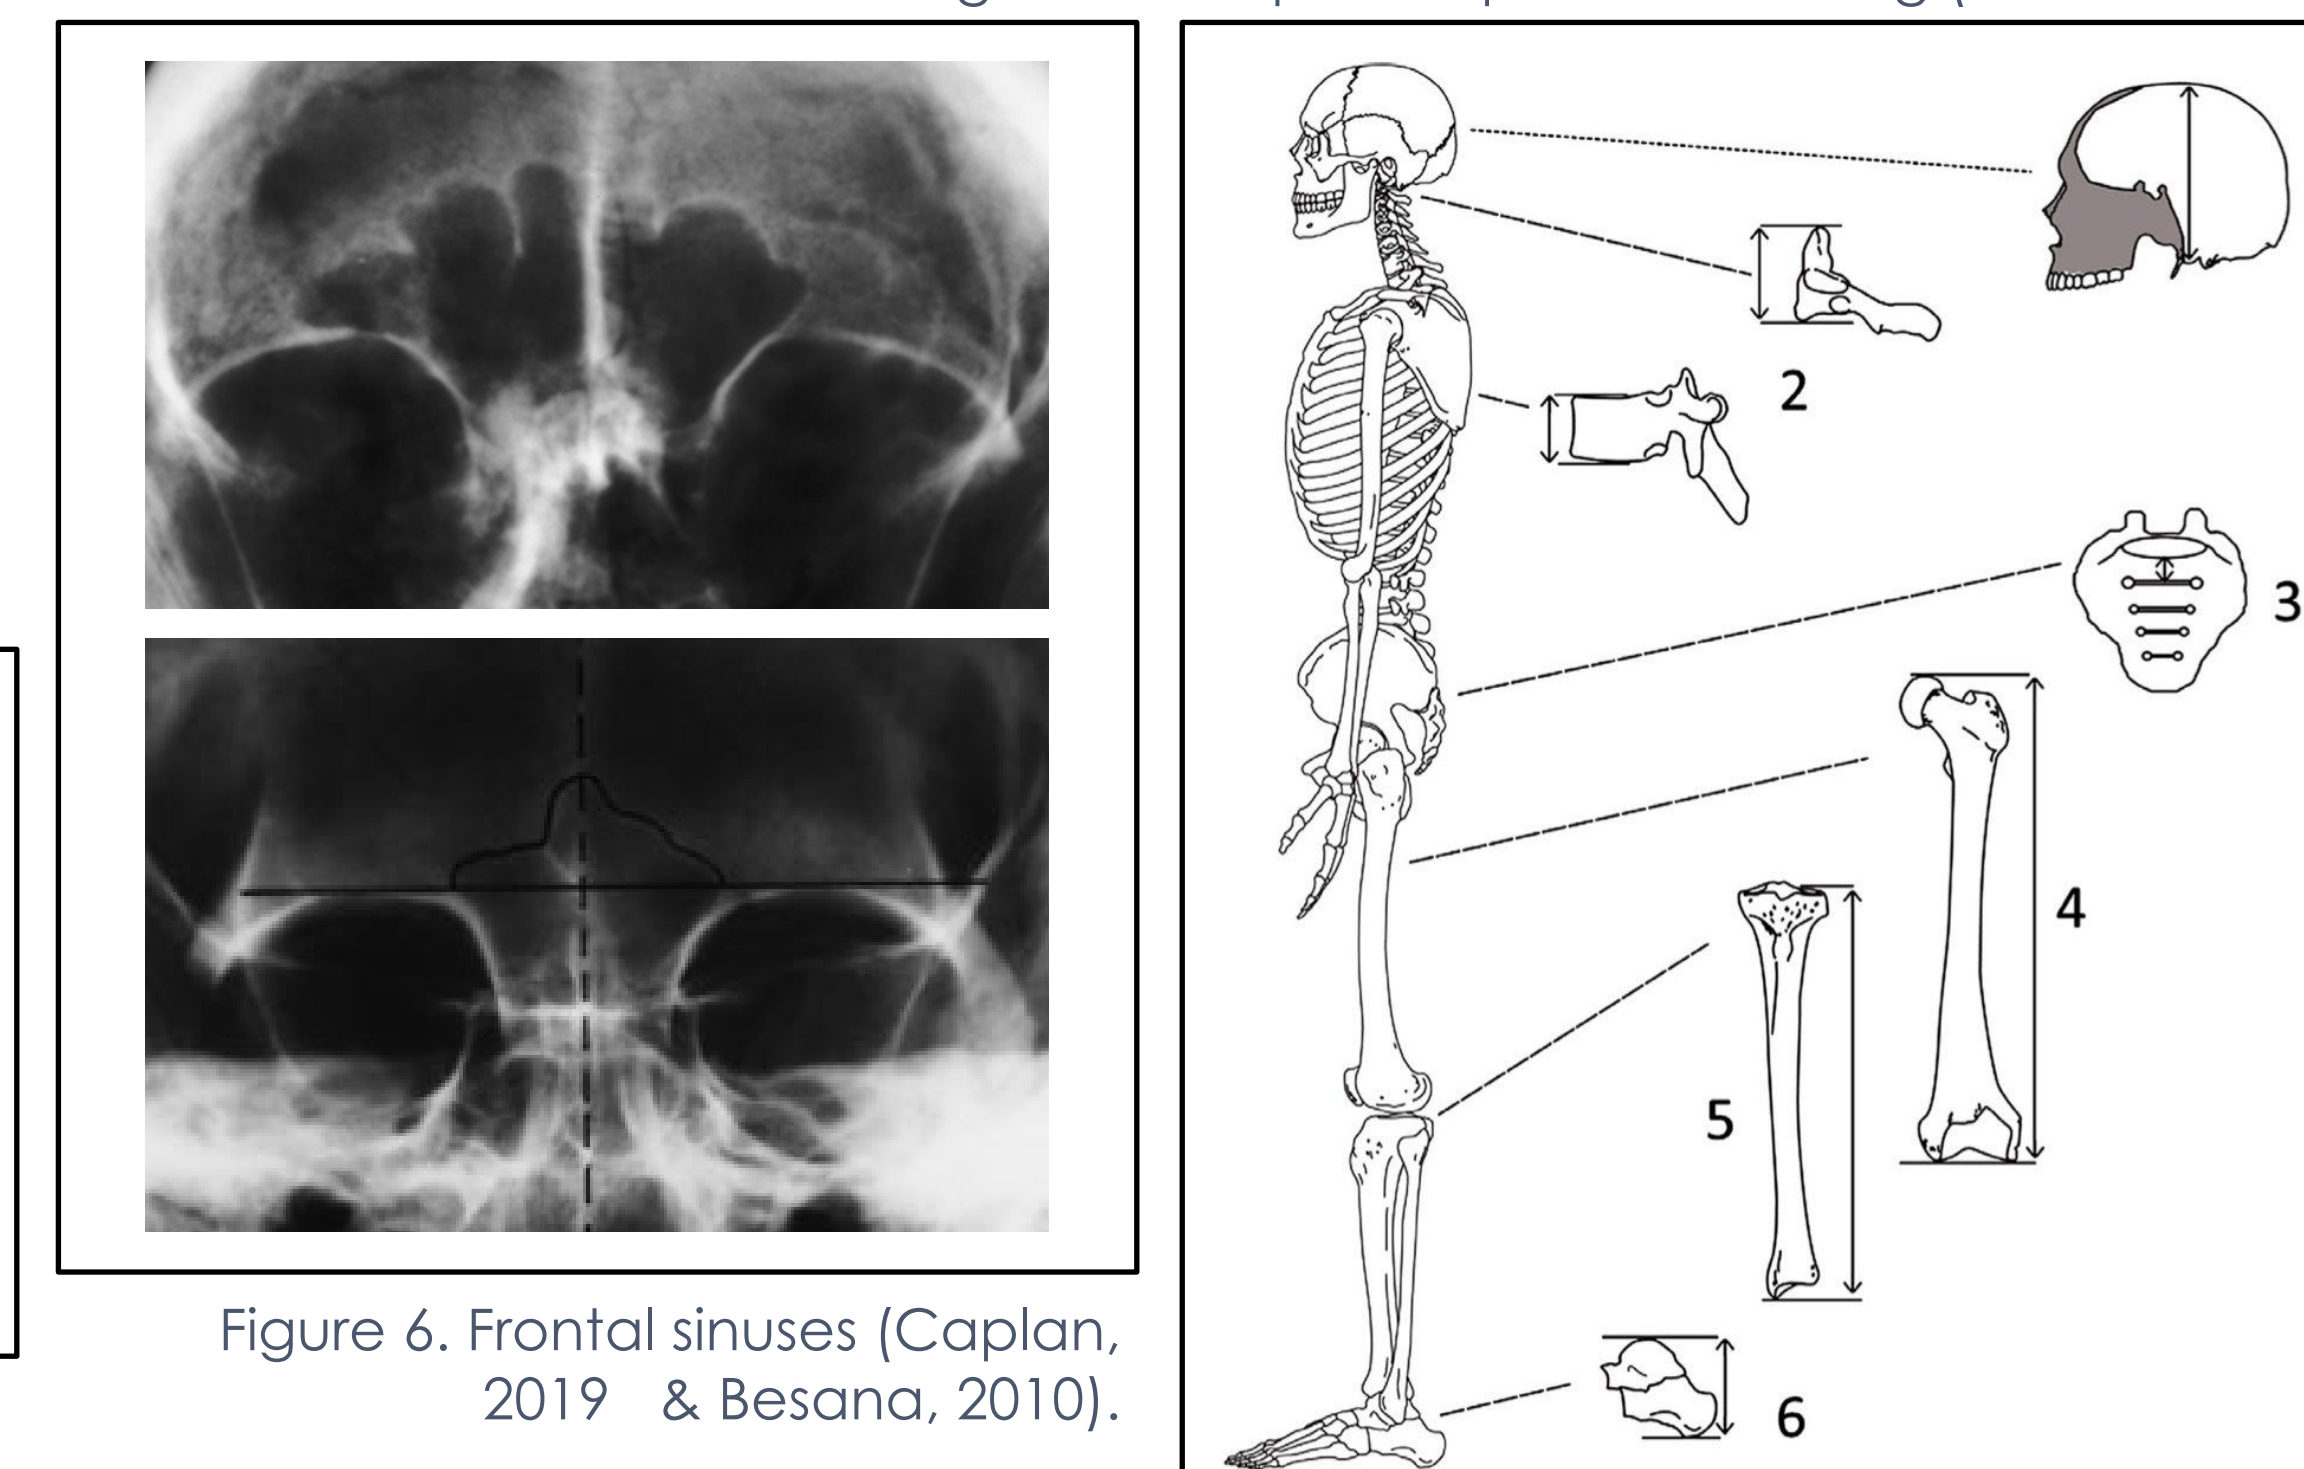 Figure 6. Frontal sinuses (Caplan,
2019 & Besana, 2010).
2
3
4
5
6